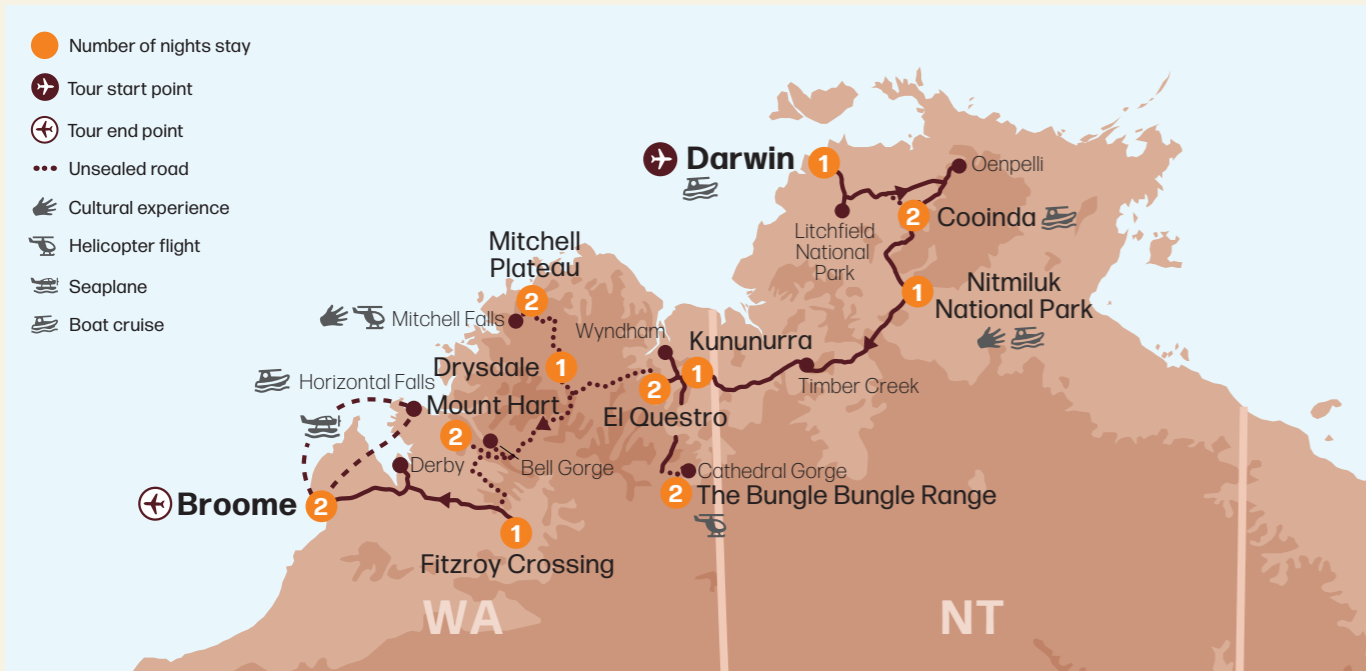 Number of nights stay
Tour start point
Tour end point
Unsealed road
Cultural experience
Helicopter flight
Seaplane
Boat cruise
Darwin
1
Oenpelli
2
Cooinda
Litchfield
National
Park
Mitchell
Plateau
2
1
Nitmiluk
National Park
Mitchell Falls
Wyndham
Kununurra
Drysdale
1
2
1
Timber Creek
Horizontal Falls
Mount Hart
El Questro
2
Derby
Bell Gorge
Cathedral Gorge
2
The Bungle Bungle Range
Broome
2
1
Fitzroy Crossing
WA
NT